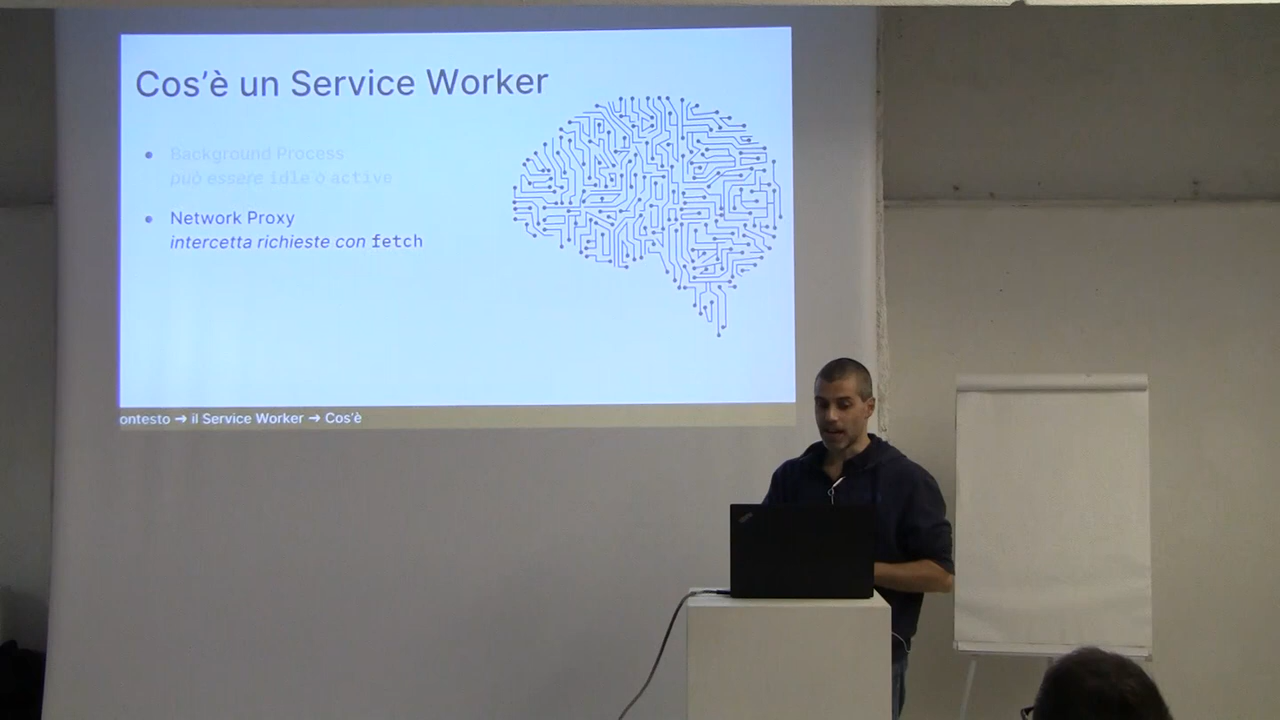 Cos'è un Service Worker
Background Process
può essere idle o active
Network Proxy
intercetta richieste con fetch
ontesto → il Service Worker → Cos'è